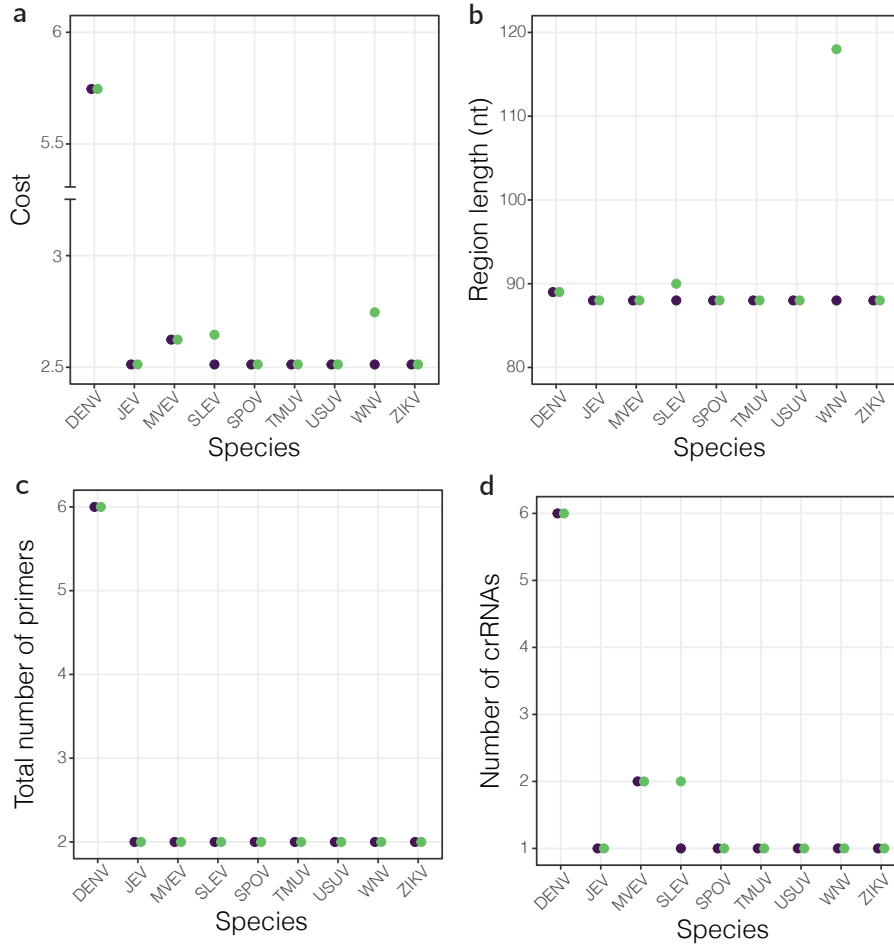 a
6
5.5
3
2.5
Cost
DENV
JEV
MVEV
SLEV
SPOV
TMUV
USUV
WNV
ZIKV
Species
b
120
110
100
90
80
Region length (nt)
DENV
JEV
MVEV
SLEV
SPOV
TMUV
USUV
WNV
ZIKV
Species
c
6
5
4
3
2
Total number of primers
DENV
JEV
MVEV
SLEV
SPOV
TMUV
USUV
WNV
ZIKV
Species
d
6
5
4
3
2
1
Number of crRNAs
DENV
JEV
MVEV
SLEV
SPOV
TMUV
USUV
WNV
ZIKV
Species